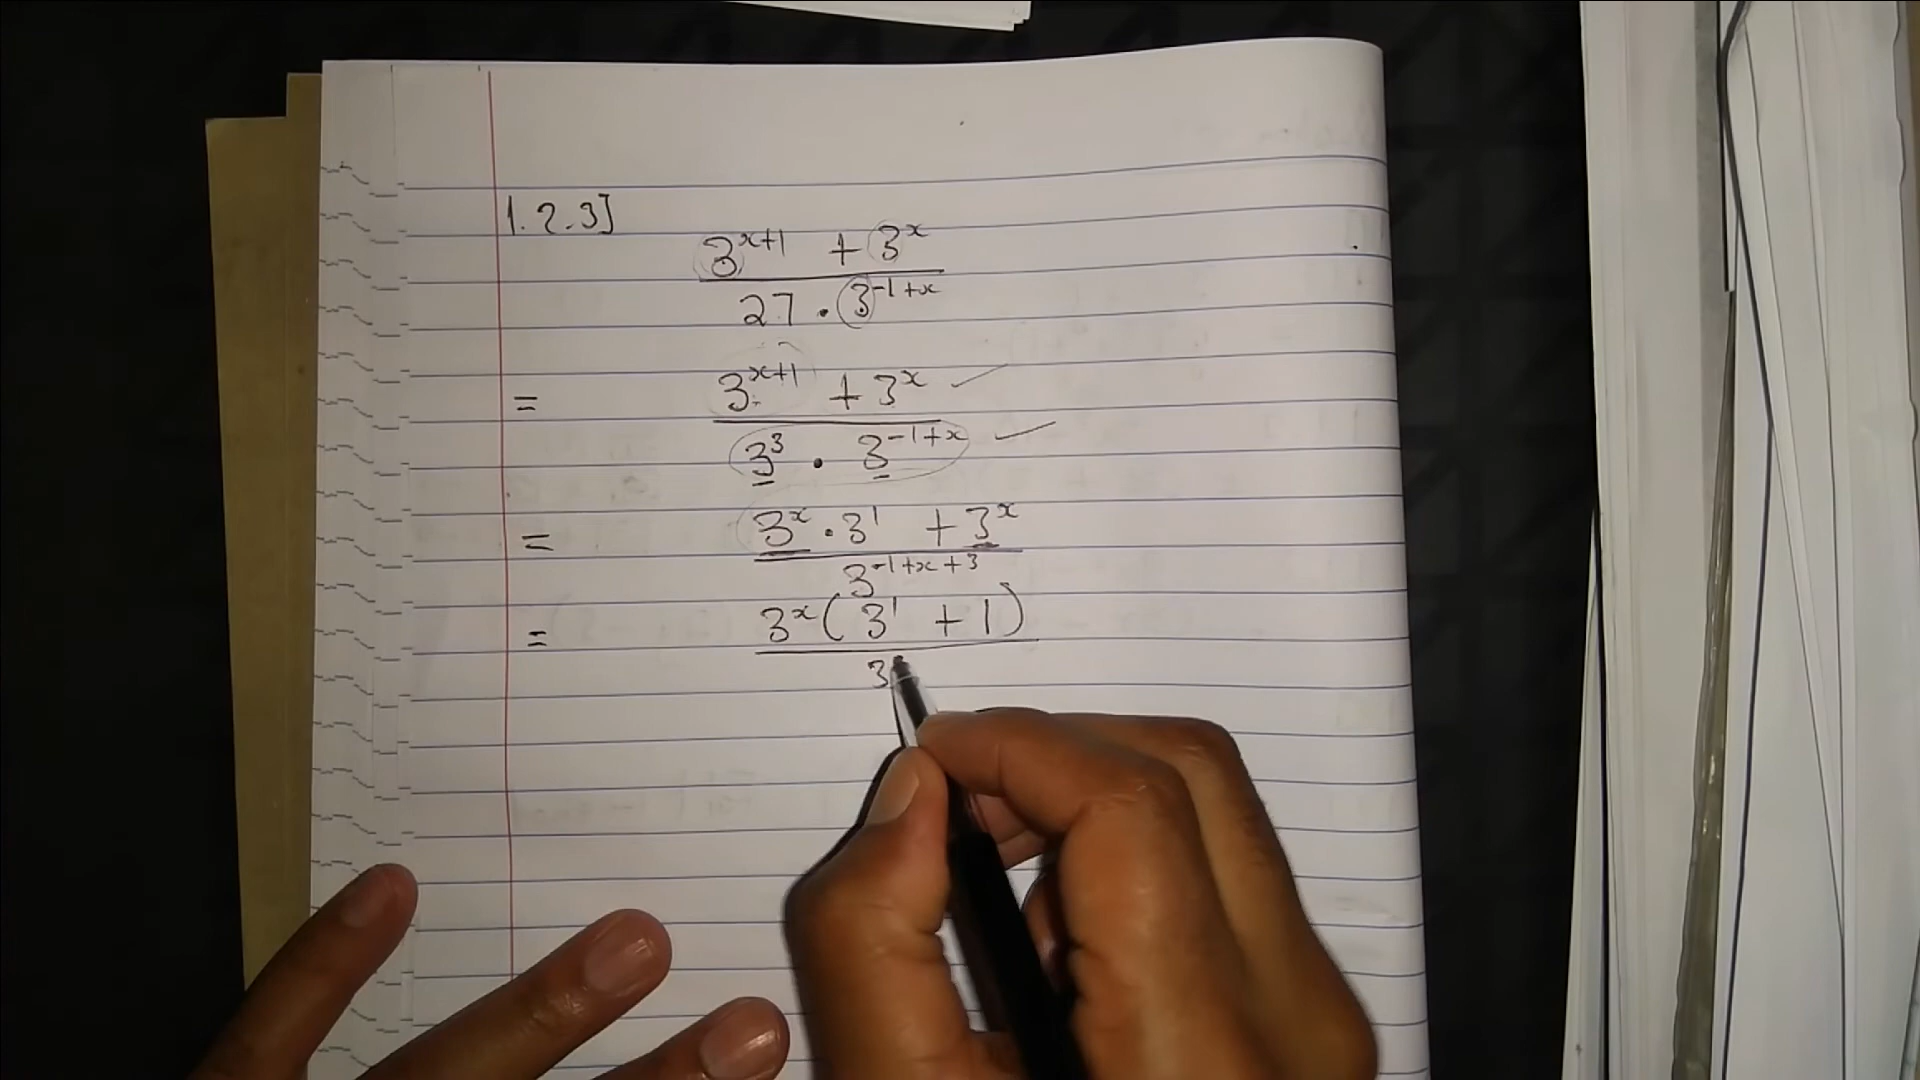 1.2.3]
3^{x+1} + 3^x
27 · 3^{-1+x}
= 3^{x+1} + 3^x ✓
3^3 · 3^{-1+x} ✓
= 3^x · 3^1 + 3^x
3^{-1+x+3}
= 3^x ( 3^1 + 1 )
3